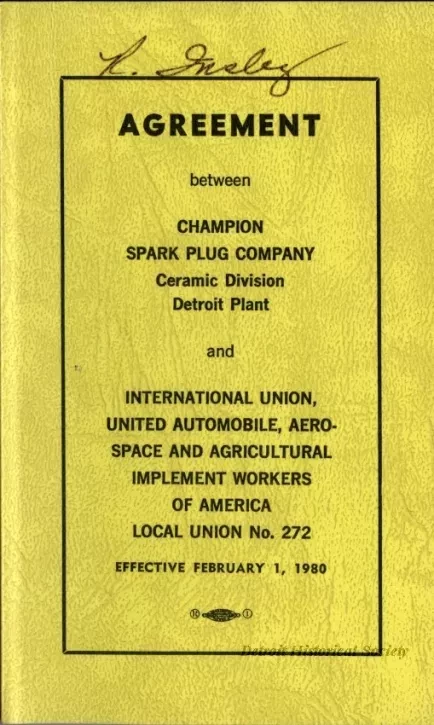 R. Insley
AGREEMENT
between
CHAMPION
SPARK PLUG COMPANY
Ceramic Division
Detroit Plant
and
INTERNATIONAL UNION,
UNITED AUTOMOBILE, AERO-
SPACE AND AGRICULTURAL
IMPLEMENT WORKERS
OF AMERICA
LOCAL UNION No. 272
EFFECTIVE FEBRUARY 1, 1980
Detroit Historical Society